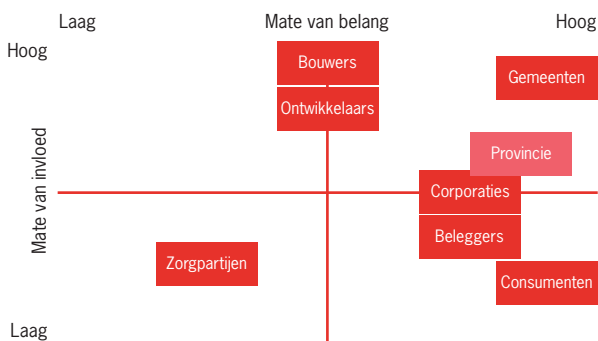 Laag
Mate van belang
Hoog
Hoog
Bouwers
Gemeenten
Ontwikkelaars
Mate van invloed
Provincie
Corporaties
Beleggers
Zorgpartijen
Consumenten
Laag